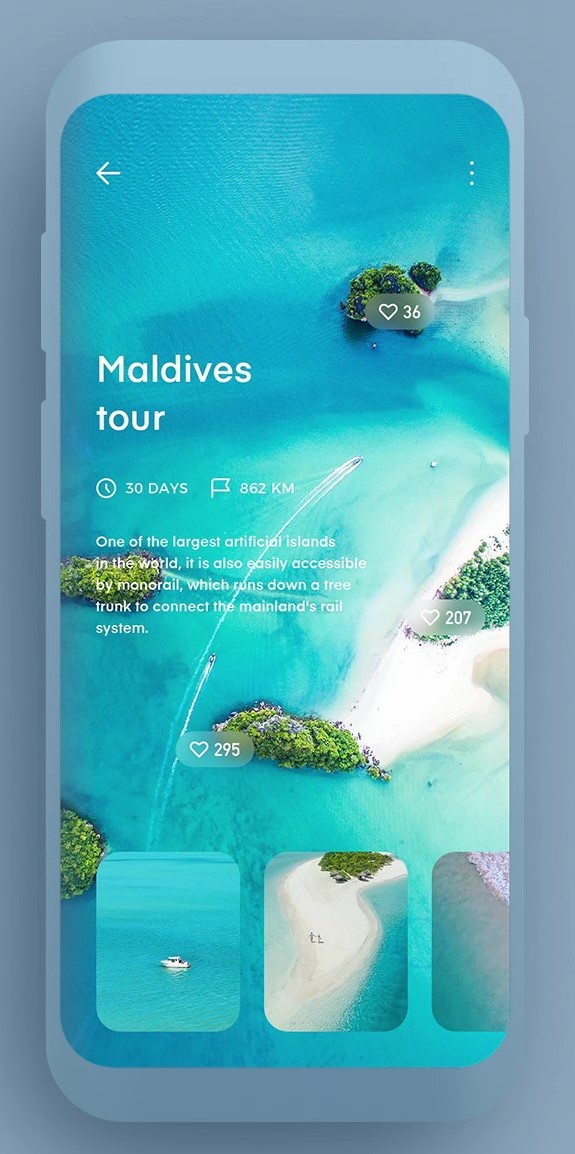 36
Maldives
tour
30 DAYS 862 KM
One of the largest artificial islands
in the world, it is also easily accessible
by monorail, which runs down a tree
trunk to connect the mainland's rail
system.
207
295